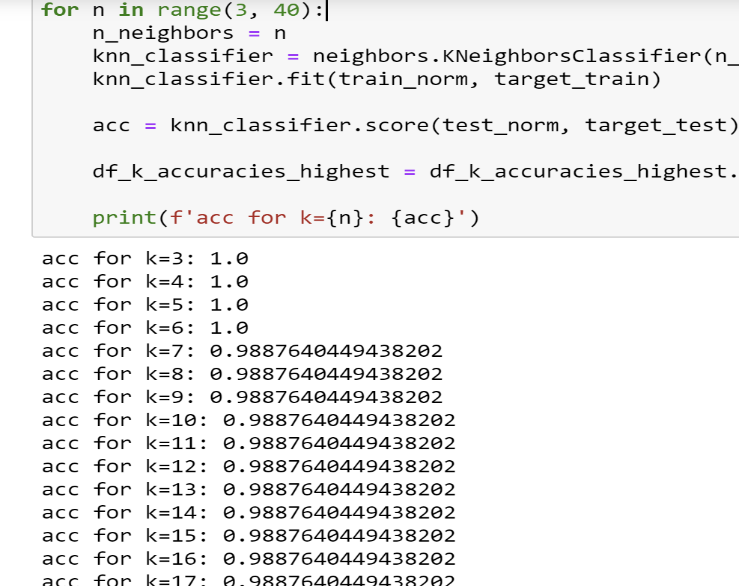 for n in range(3, 40):
    n_neighbors = n
    knn_classifier = neighbors.KNeighborsClassifier(n_
    knn_classifier.fit(train_norm, target_train)
    acc = knn_classifier.score(test_norm, target_test)
    df_k_accuracies_highest = df_k_accuracies_highest.
    print(f'acc for k={n}: {acc}')
acc for k=3: 1.0
acc for k=4: 1.0
acc for k=5: 1.0
acc for k=6: 1.0
acc for k=7: 0.9887640449438202
acc for k=8: 0.9887640449438202
acc for k=9: 0.9887640449438202
acc for k=10: 0.9887640449438202
acc for k=11: 0.9887640449438202
acc for k=12: 0.9887640449438202
acc for k=13: 0.9887640449438202
acc for k=14: 0.9887640449438202
acc for k=15: 0.9887640449438202
acc for k=16: 0.9887640449438202
acc for k=17: 0.9887640449438202